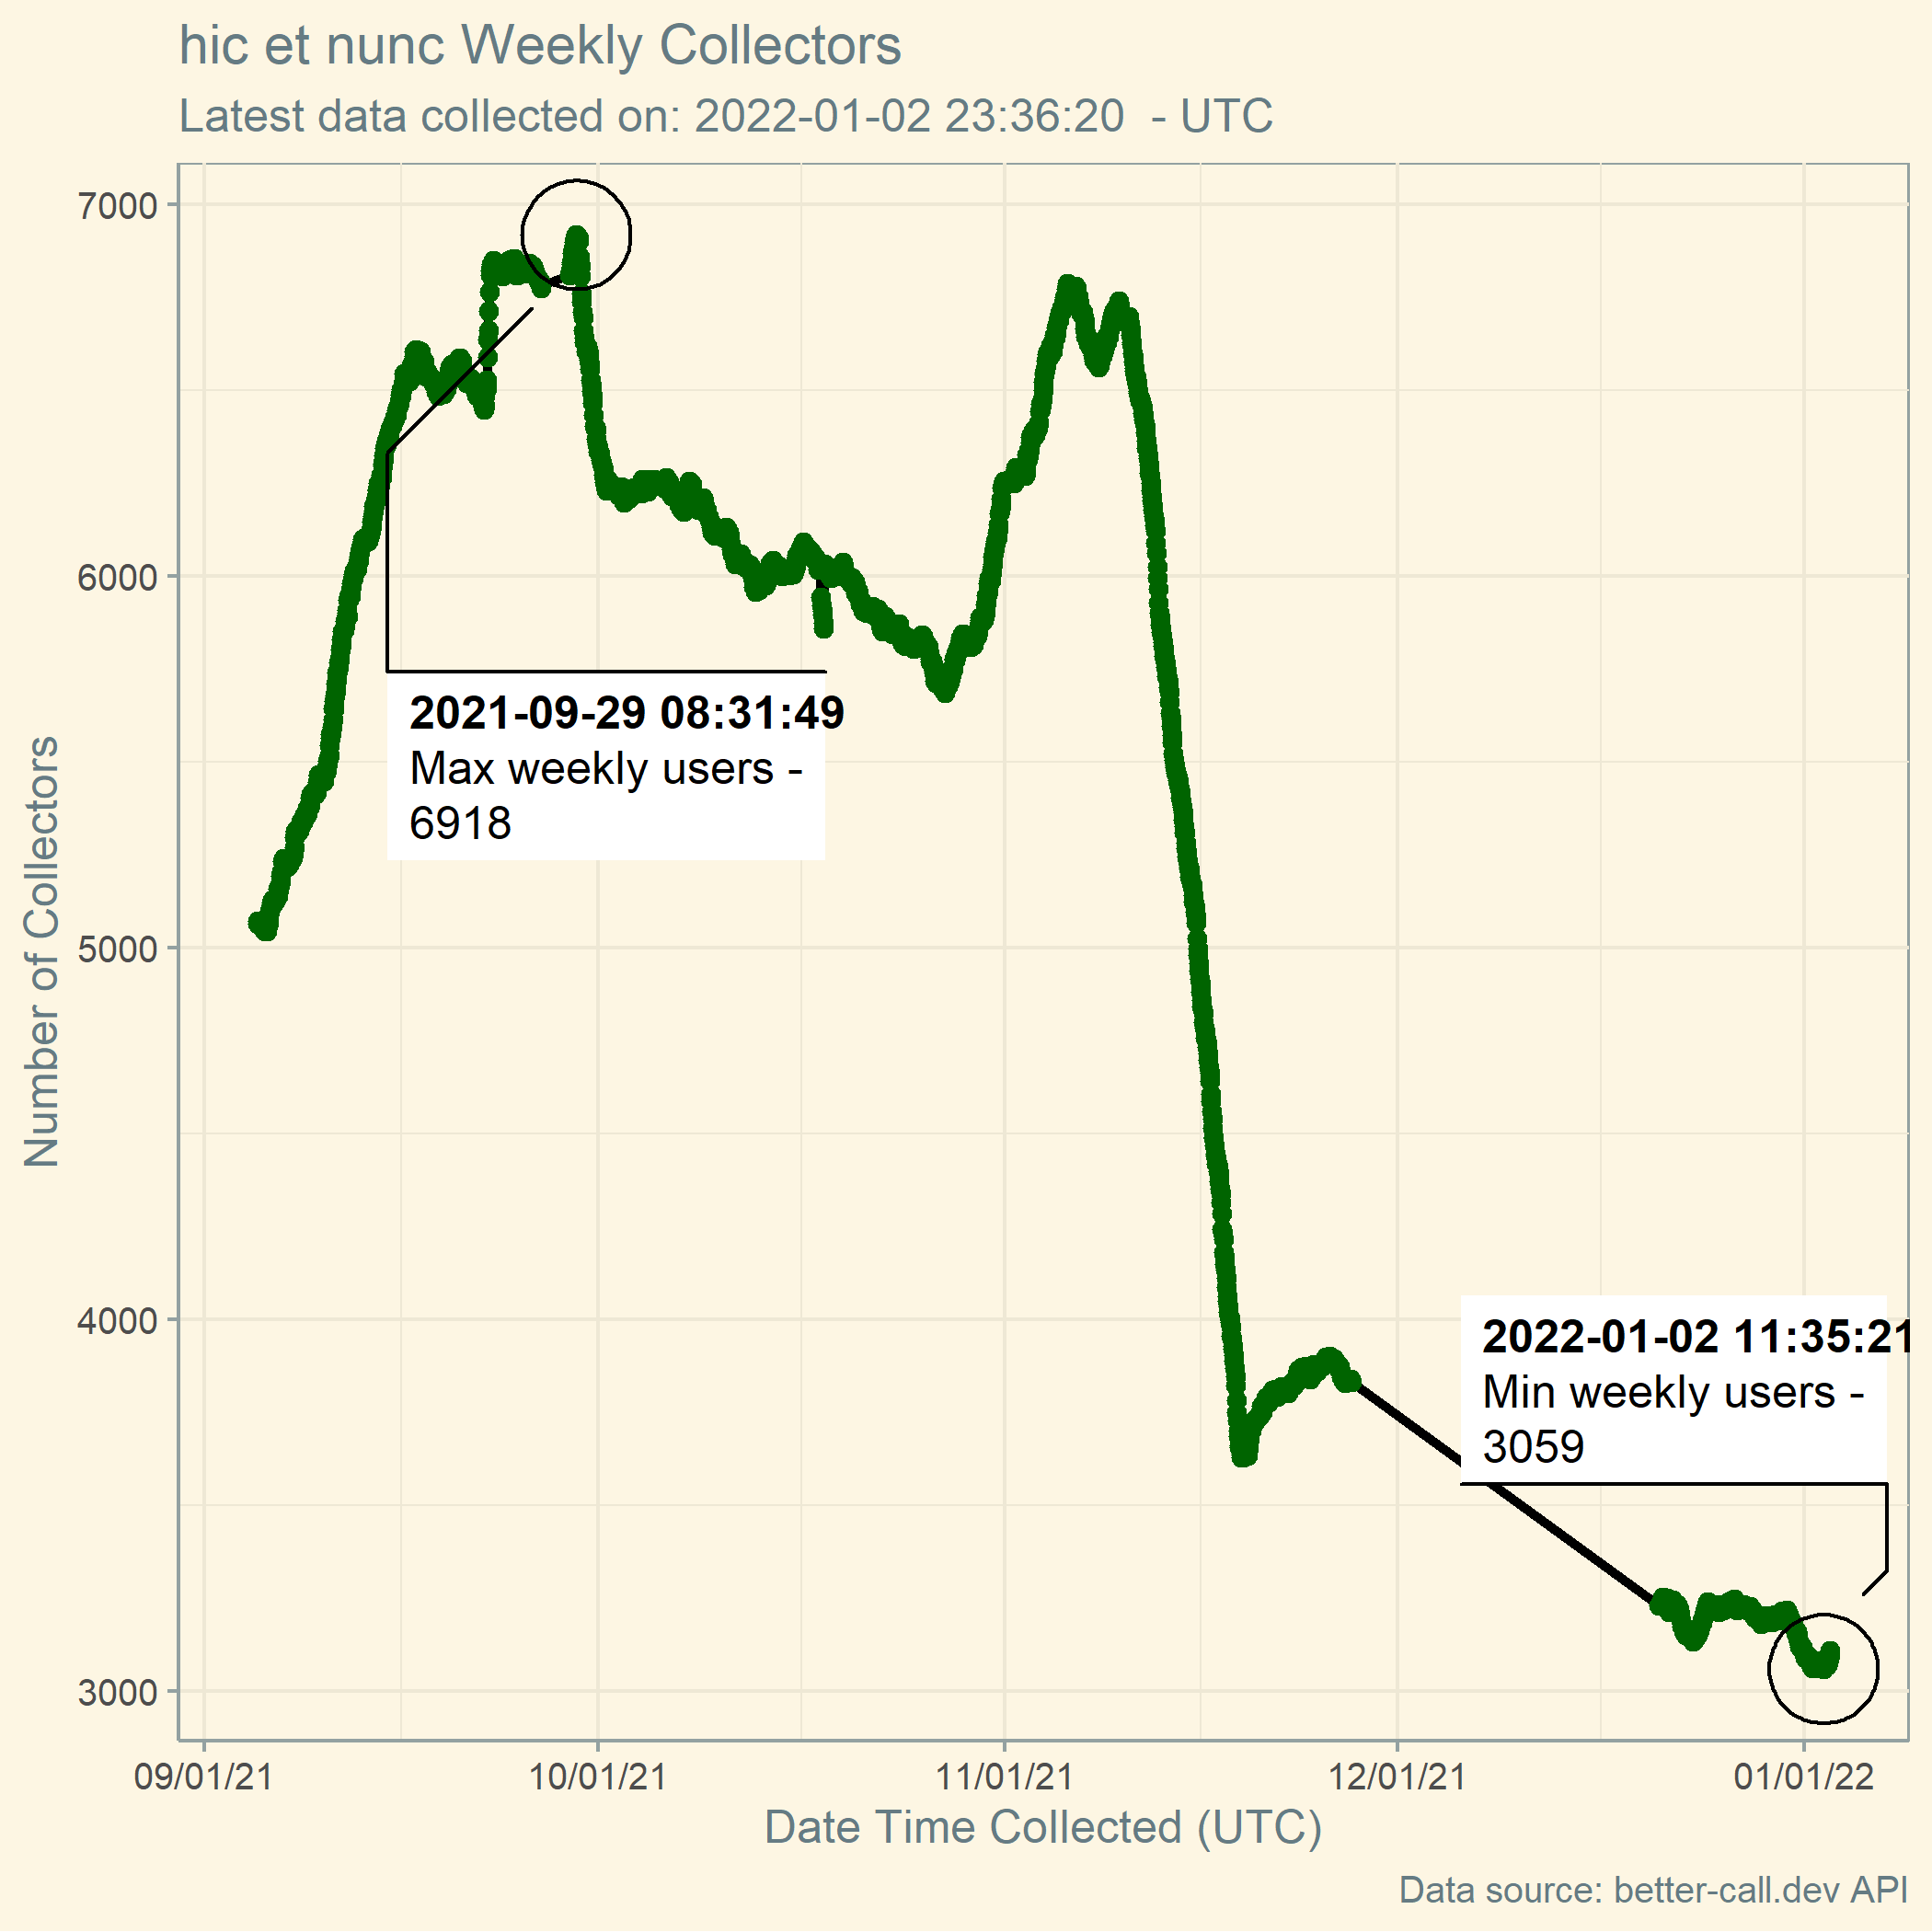 hic et nunc Weekly Collectors
Latest data collected on: 2022-01-02 23:36:20  - UTC
Number of Collectors
7000
6000
5000
4000
3000
2021-09-29 08:31:49
Max weekly users -
6918
2022-01-02 11:35:21
Min weekly users -
3059
09/01/21
10/01/21
11/01/21
12/01/21
01/01/22
Date Time Collected (UTC)
Data source: better-call.dev API